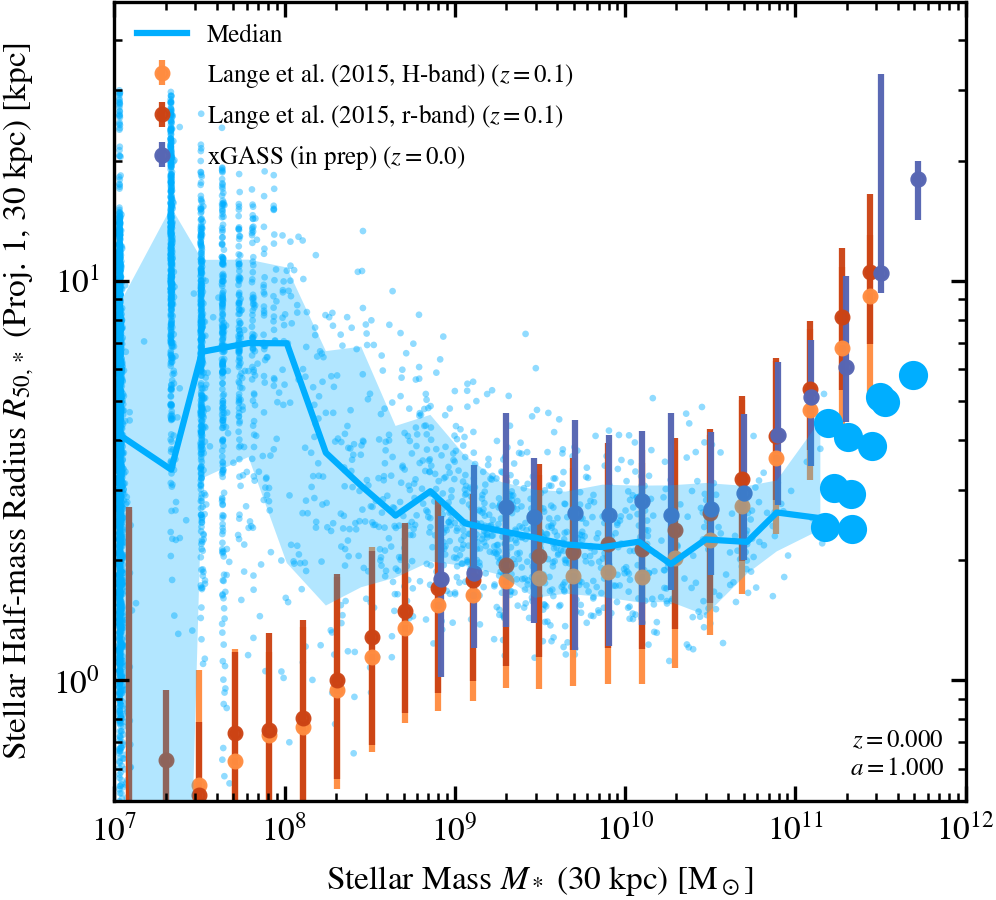 Median
Lange et al. (2015, H-band) (z = 0.1)
Lange et al. (2015, r-band) (z = 0.1)
xGASS (in prep) (z = 0.0)
Stellar Half-mass Radius R₅₀,* (Proj. 1, 30 kpc) [kpc]
10¹
10⁰
z = 0.000
a = 1.000
10⁷ 10⁸ 10⁹ 10¹⁰ 10¹¹ 10¹²
Stellar Mass M* (30 kpc) [M⊙]